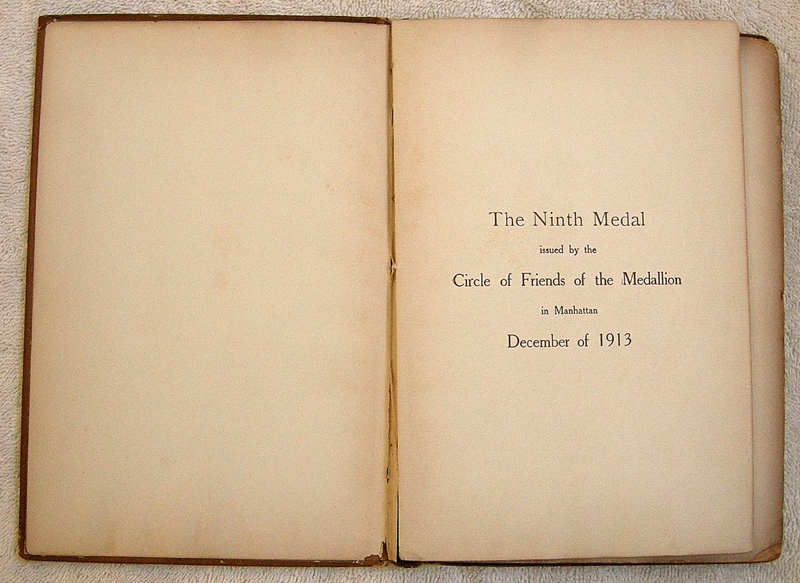 The Ninth Medal
issued by the
Circle of Friends of the Medallion
in Manhattan
December of 1913